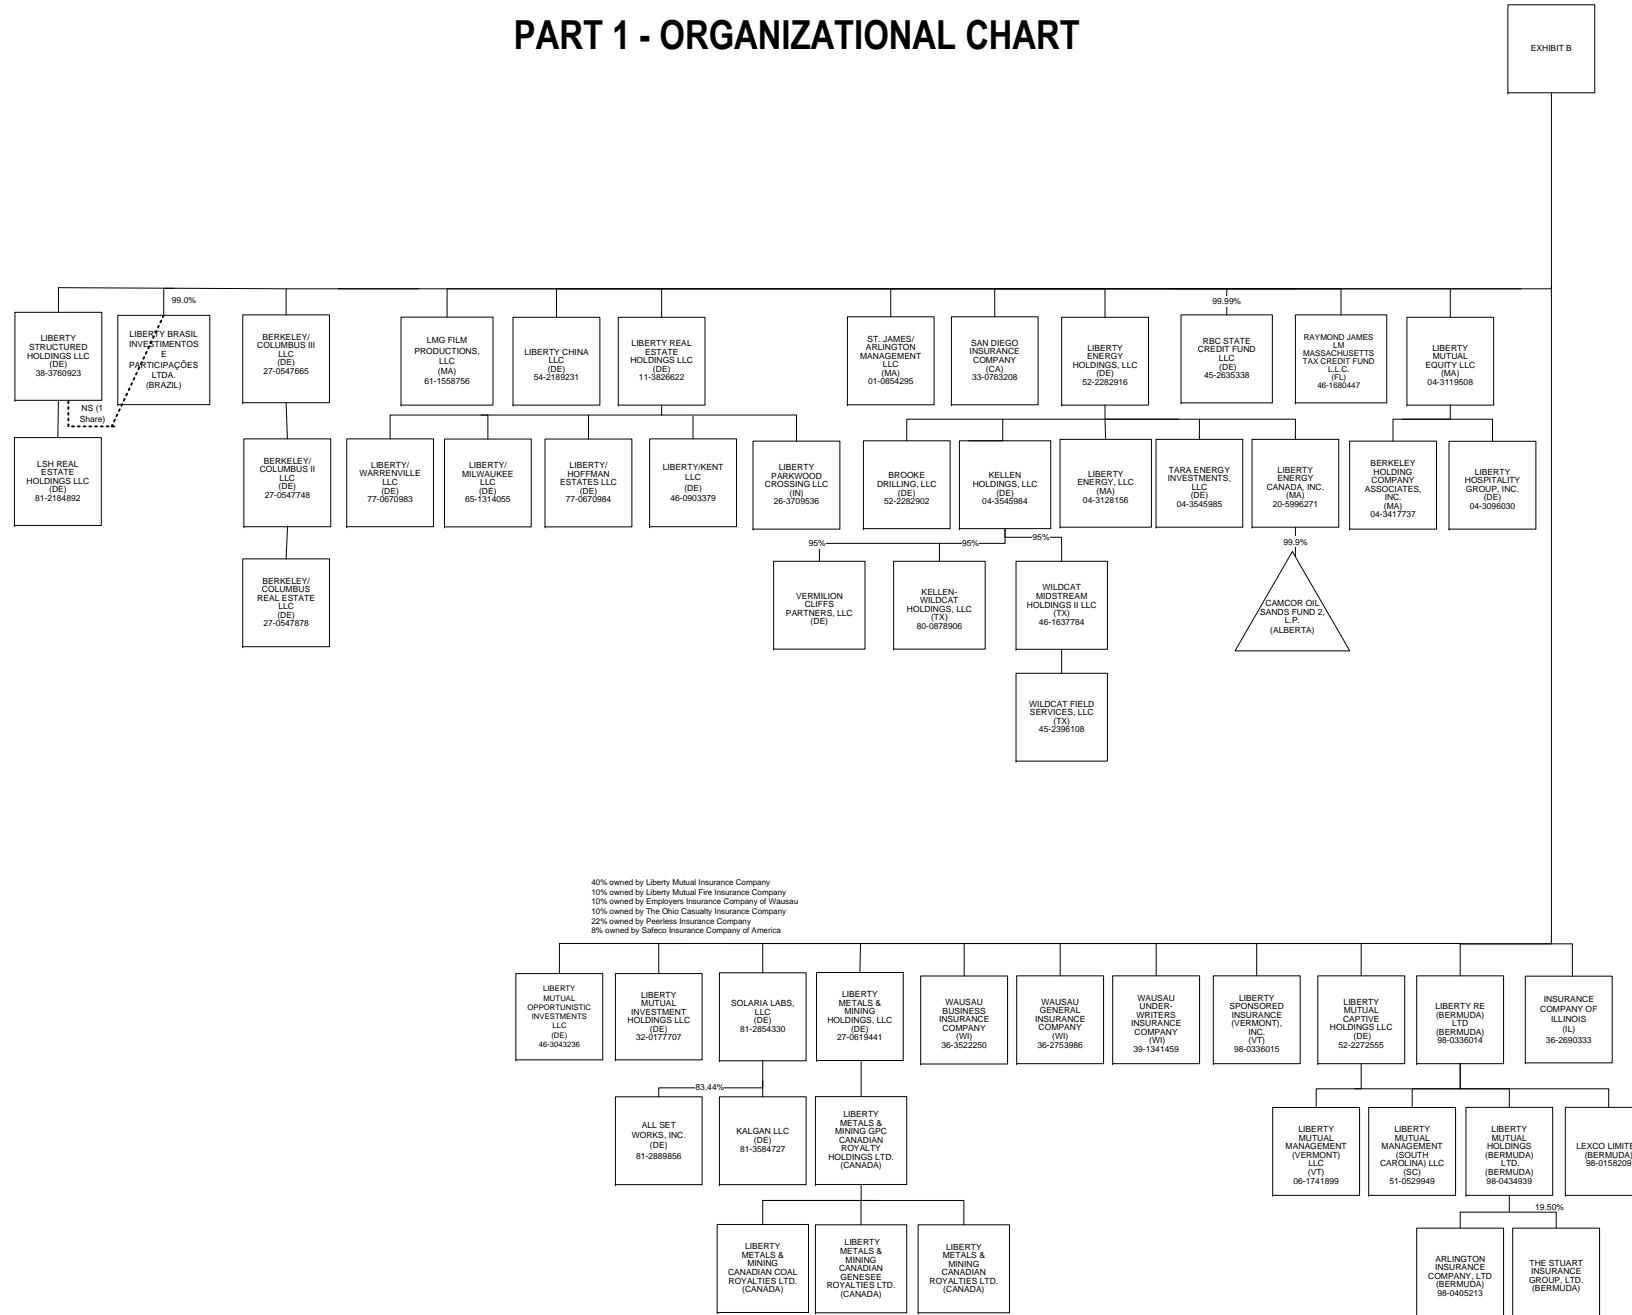 PART 1 - ORGANIZATIONAL CHART
EXHIBIT B
99.0%
99.99%
LIBERTY
STRUCTURED
HOLDINGS LLC
(DE)
38-3760923
LIBERTY BRASIL
INVESTIMENTOS
E
PARTICIPAÇÕES
LTDA.
(BRAZIL)
BERKELEY/
COLUMBUS III
LLC
(DE)
27-0547665
LMG FILM
PRODUCTIONS,
LLC
(MA)
61-1558756
LIBERTY CHINA
LLC
(DE)
54-2189231
LIBERTY REAL
ESTATE
HOLDINGS LLC
(DE)
11-3826622
ST. JAMES/
ARLINGTON
MANAGEMENT
LLC
(MA)
01-0854295
SAN DIEGO
INSURANCE
COMPANY
(CA)
33-0763208
LIBERTY
ENERGY
HOLDINGS, LLC
(DE)
52-2282916
RBC STATE
CREDIT FUND
LLC
(DE)
45-2635338
RAYMOND JAMES
LM
MASSACHUSETTS
TAX CREDIT FUND
L.L.C.
(FL)
46-1680447
LIBERTY
MUTUAL
EQUITY LLC
(MA)
04-3119508
NS (1
Share)
LSH REAL
ESTATE
HOLDINGS LLC
(DE)
81-2184892
BERKELEY/
COLUMBUS II
LLC
(DE)
27-0547748
LIBERTY/
WARRENVILLE
LLC
(DE)
77-0670983
LIBERTY/
MILWAUKEE
LLC
(DE)
65-1314055
LIBERTY/
HOFFMAN
ESTATES LLC
(DE)
77-0670984
LIBERTY/KENT
LLC
(DE)
46-0903379
LIBERTY
PARKWOOD
CROSSING LLC
(IN)
26-3709536
BROOKE
DRILLING, LLC
(DE)
52-2282902
KELLEN
HOLDINGS, LLC
(DE)
04-3545984
LIBERTY
ENERGY, LLC
(MA)
04-3128156
TARA ENERGY
INVESTMENTS,
LLC
(DE)
04-3545985
LIBERTY
ENERGY
CANADA, INC.
(MA)
20-5996271
BERKELEY
HOLDING
COMPANY
ASSOCIATES,
INC.
(MA)
04-3417737
LIBERTY
HOSPITALITY
GROUP, INC.
(DE)
04-3096030
95%
95%
95%
99.9%
BERKELEY/
COLUMBUS
REAL ESTATE
LLC
(DE)
27-0547878
VERMILION
CLIFFS
PARTNERS, LLC
(DE)
KELLEN-
WILDCAT
HOLDINGS, LLC
(TX)
80-0878906
WILDCAT
MIDSTREAM
HOLDINGS II LLC
(TX)
46-1637784
CAMCOR OIL
SANDS FUND 2,
L.P.
(ALBERTA)
WILDCAT FIELD
SERVICES, LLC
(TX)
45-2396108
40% owned by Liberty Mutual Insurance Company
10% owned by Liberty Mutual Fire Insurance Company
10% owned by Employers Insurance Company of Wausau
10% owned by The Ohio Casualty Insurance Company
22% owned by Peerless Insurance Company
8% owned by Safeco Insurance Company of America
LIBERTY
MUTUAL
OPPORTUNISTIC
INVESTMENTS
LLC
(DE)
46-3043236
LIBERTY
MUTUAL
INVESTMENT
HOLDINGS LLC
(DE)
32-0177707
SOLARIA LABS,
LLC
(DE)
81-2854330
LIBERTY
METALS &
MINING
HOLDINGS, LLC
(DE)
27-0619441
WAUSAU
BUSINESS
INSURANCE
COMPANY
(WI)
36-3522250
WAUSAU
GENERAL
INSURANCE
COMPANY
(WI)
36-2753986
WAUSAU
UNDER-
WRITERS
INSURANCE
COMPANY
(WI)
39-1341459
LIBERTY
SPONSORED
INSURANCE
(VERMONT),
INC.
(VT)
98-0336015
LIBERTY
MUTUAL
CAPTIVE
HOLDINGS LLC
(DE)
52-2272555
LIBERTY RE
(BERMUDA)
LTD
(BERMUDA)
98-0336014
INSURANCE
COMPANY OF
ILLINOIS
(IL)
36-2690333
83.44%
ALL SET
WORKS, INC.
(DE)
81-2889856
KALGAN LLC
(DE)
81-3584727
LIBERTY
METALS &
MINING GPC
CANADIAN
ROYALTY
HOLDINGS LTD.
(CANADA)
LIBERTY
MUTUAL
MANAGEMENT
(VERMONT)
LLC
(VT)
06-1741899
LIBERTY
MUTUAL
MANAGEMENT
(SOUTH
CAROLINA) LLC
(SC)
51-0529949
LIBERTY
MUTUAL
HOLDINGS
(BERMUDA)
LTD.
(BERMUDA)
98-0434939
LEXCO LIMITE
(BERMUDA)
98-0158209
19.50%
LIBERTY
METALS &
MINING
CANADIAN COAL
ROYALTIES LTD.
(CANADA)
LIBERTY
METALS &
MINING
CANADIAN
GENESEE
ROYALTIES LTD.
(CANADA)
LIBERTY
METALS &
MINING
CANADIAN
ROYALTIES LTD.
(CANADA)
ARLINGTON
INSURANCE
COMPANY, LTD
(BERMUDA)
98-0405213
THE STUART
INSURANCE
GROUP, LTD.
(BERMUDA)